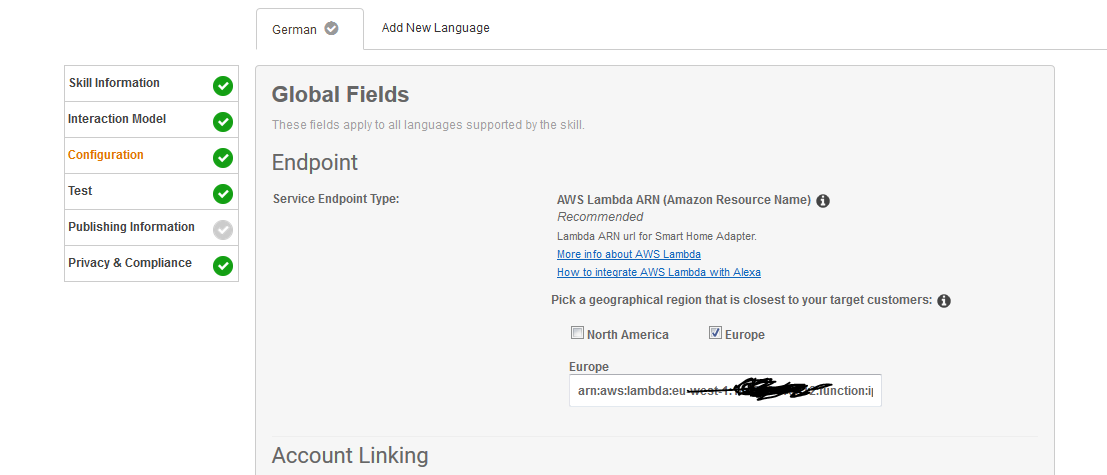 German
Add New Language
Skill Information
Interaction Model
Configuration
Test
Publishing Information
Privacy & Compliance
Global Fields
These fields apply to all languages supported by the skill.
Endpoint
Service Endpoint Type:
AWS Lambda ARN (Amazon Resource Name)
Recommended
Lambda ARN url for Smart Home Adapter.
More info about AWS Lambda
How to integrate AWS Lambda with Alexa
Pick a geographical region that is closest to your target customers:
North America
Europe
Europe
arn:aws:lambda:eu-west-1: 2:function:
Account Linking